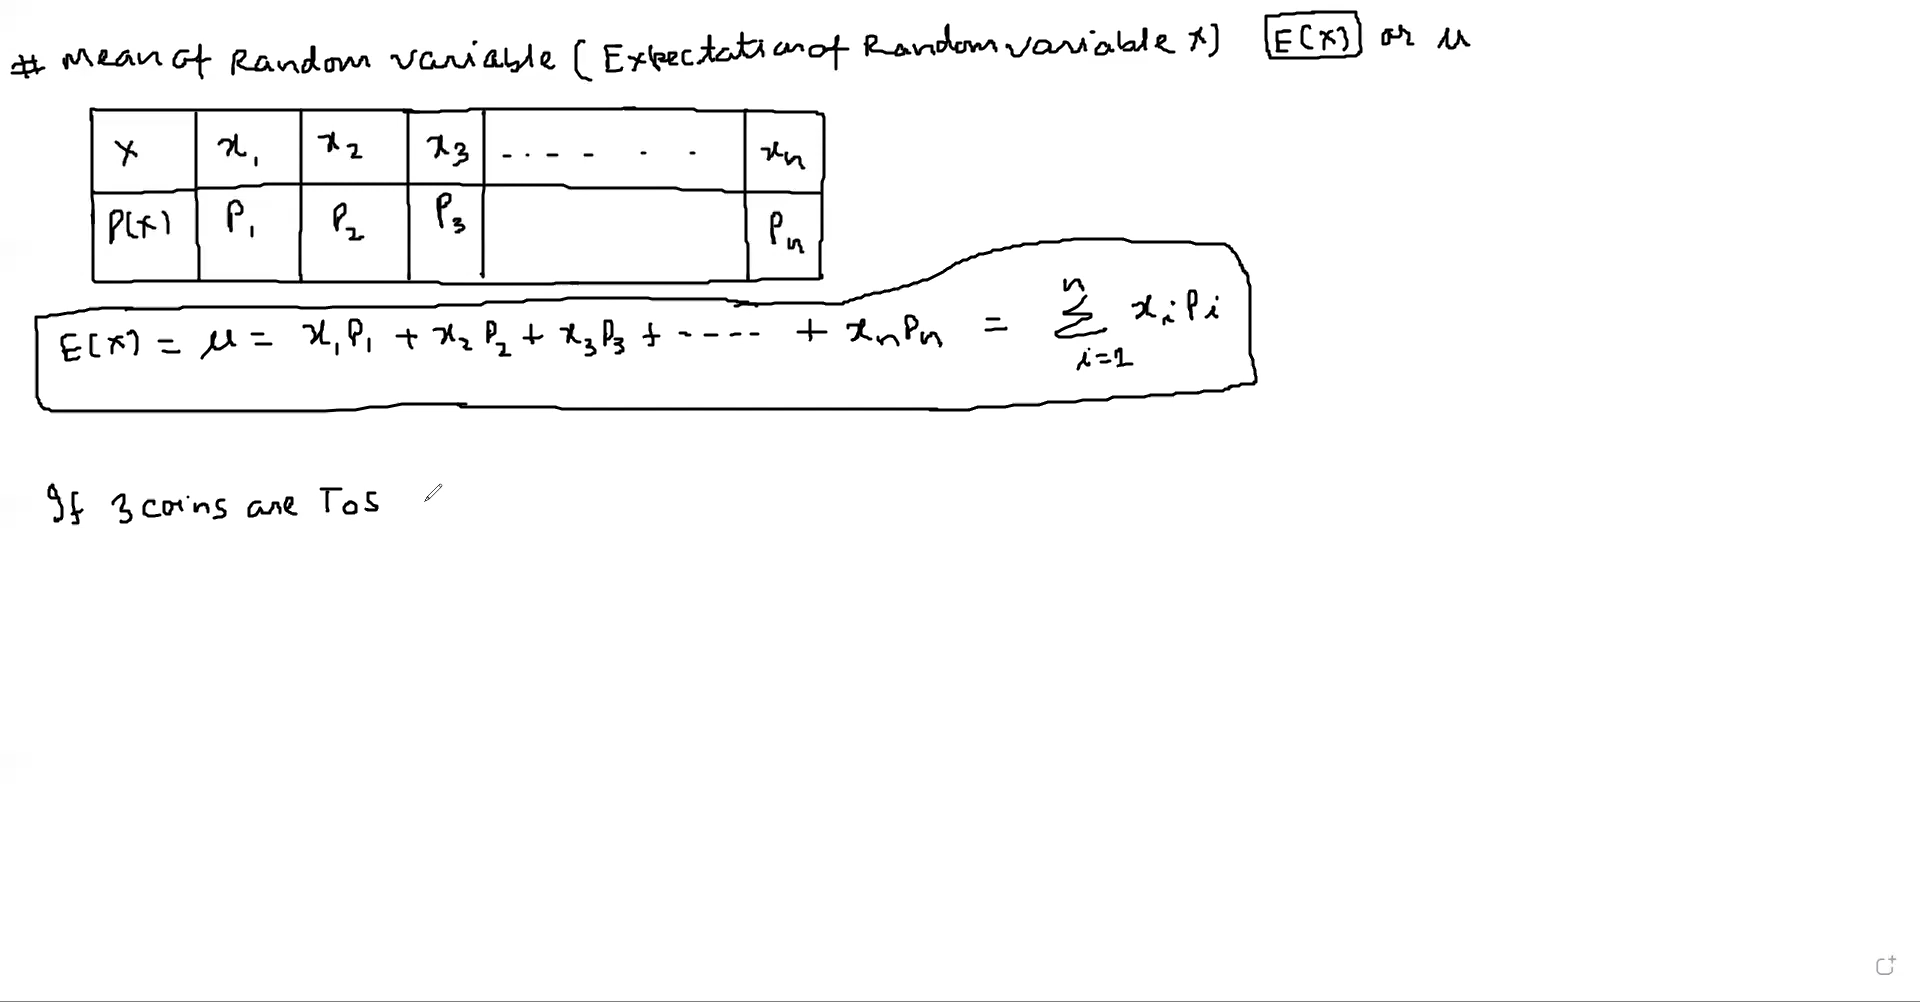 # Mean of Random variable [Expectation of Random variable X] E(X) or μ
X x₁ x₂ x₃ ..------ . . xₙ
P(X) P₁ P₂ P₃ Pₙ
E(X) = μ = x₁P₁ + x₂P₂ + x₃P₃ + ---- + xₙPₙ = ∑ⁿᵢ₌₁ xᵢPᵢ
If 3 coins are Tos